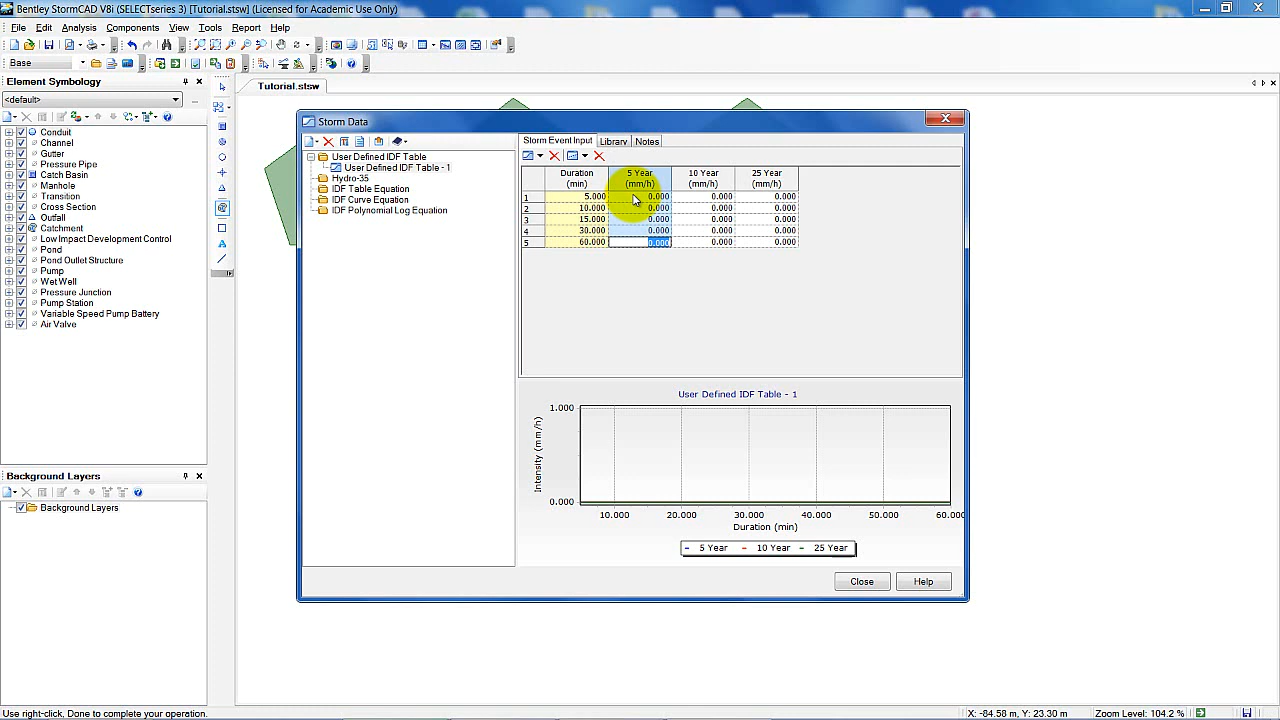 Bentley StormCAD V8i (SELECTseries 3) [Tutorial.stsw] (Licensed for Academic Use Only)
File Edit Analysis Components View Tools Report Help
Base
Element Symbology
<default>
Conduit
Channel
Gutter
Pressure Pipe
Catch Basin
Manhole
Transition
Cross Section
Outfall
Catchment
Low Impact Development Control
Pond
Pond Outlet Structure
Pump
Wet Well
Pressure Junction
Pump Station
Variable Speed Pump Battery
Air Valve
Background Layers
Background Layers
Tutorial.stsw
Storm Data
User Defined IDF Table
User Defined IDF Table - 1
Hydro-35
IDF Table Equation
IDF Curve Equation
IDF Polynomial Log Equation
Storm Event Input Library Notes
Duration 5 Year 10 Year 25 Year
(min) (mm/h) (mm/h) (mm/h)
1 5.000 0.000 0.000 0.000
2 10.000 0.000 0.000 0.000
3 15.000 0.000 0.000 0.000
4 30.000 0.000 0.000 0.000
5 60.000 0.000 0.000 0.000
User Defined IDF Table - 1
1.000
Intensity (mm/h)
0.000
10.000 20.000 30.000 40.000 50.000 60.000
Duration (min)
5 Year 10 Year 25 Year
Close Help
Use right-click, Done to complete your operation.
X: -84.58 m, Y: 23.30 m Zoom Level: 104.2 %